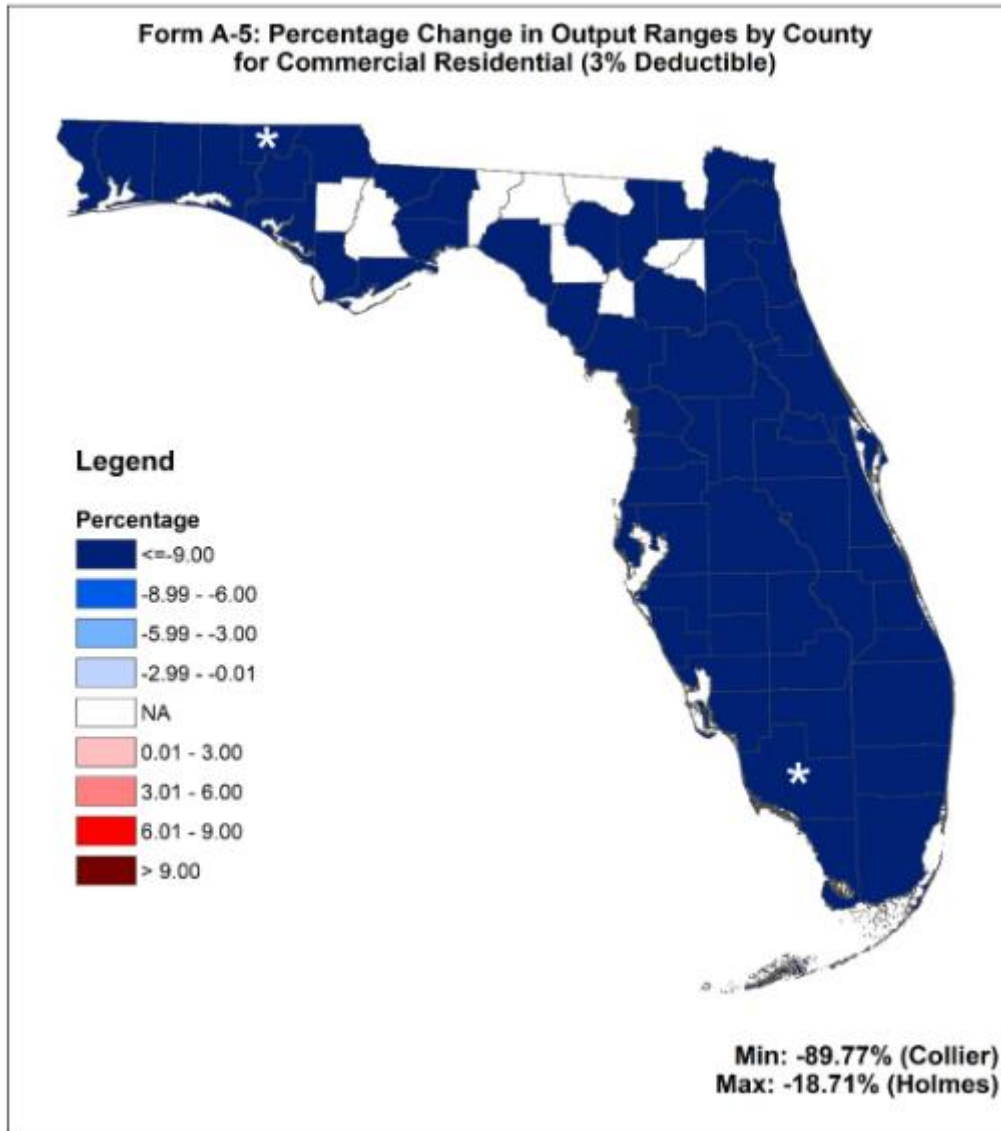 Form A-5: Percentage Change in Output Ranges by County
for Commercial Residential (3% Deductible)
*
*
Legend
Percentage
<=-9.00
-8.99 - -6.00
-5.99 - -3.00
-2.99 - -0.01
NA
0.01 - 3.00
3.01 - 6.00
6.01 - 9.00
> 9.00
Min: -89.77% (Collier)
Max: -18.71% (Holmes)